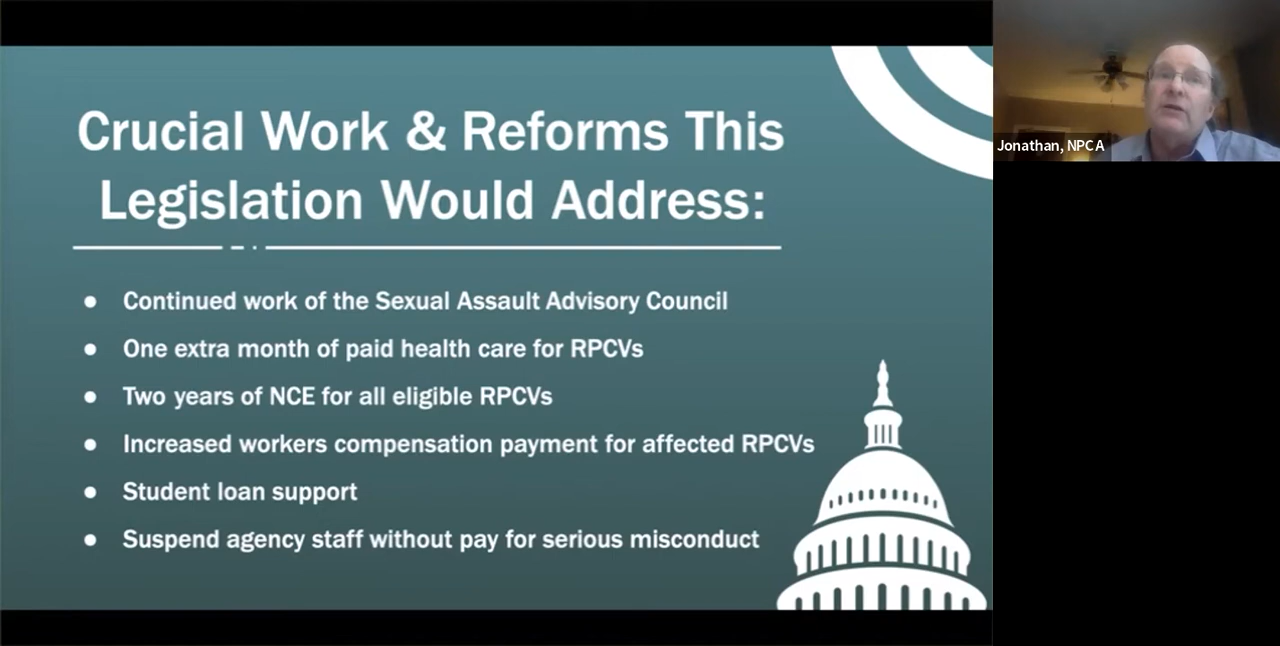 Crucial Work & Reforms This
Legislation Would Address:
● Continued work of the Sexual Assault Advisory Council
● One extra month of paid health care for RPCVs
● Two years of NCE for all eligible RPCVs
● Increased workers compensation payment for affected RPCVs
● Student loan support
● Suspend agency staff without pay for serious misconduct
Jonathan, NPCA